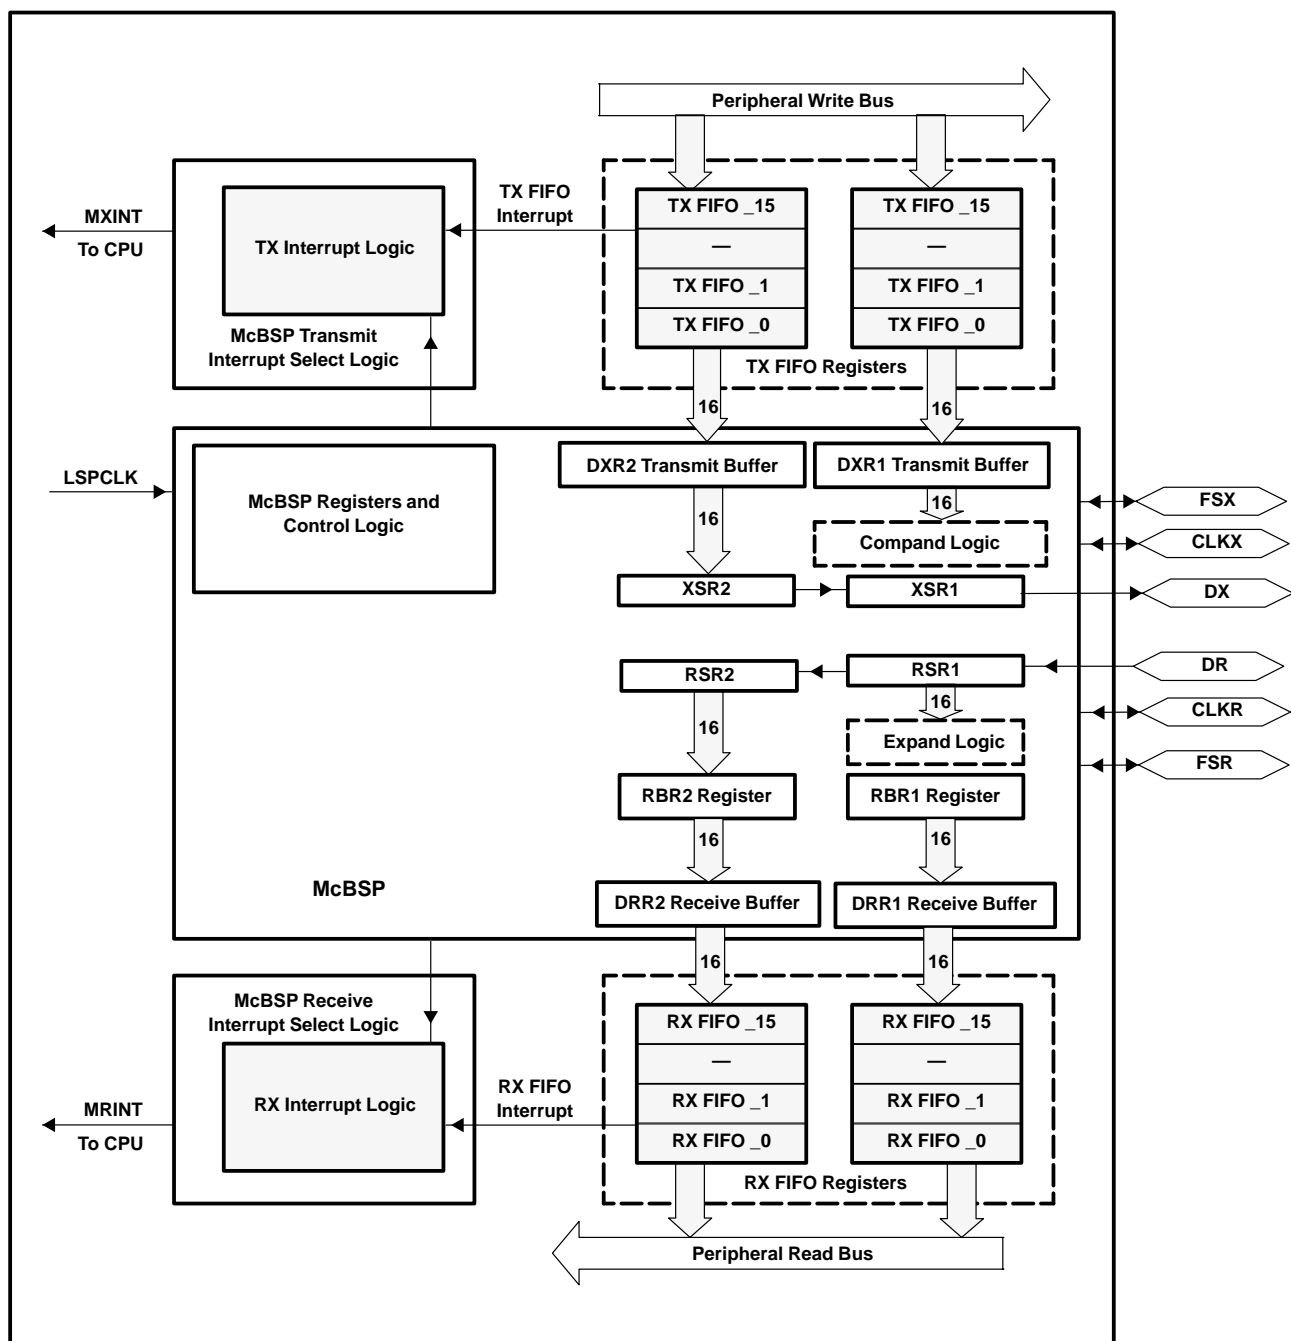 Peripheral Write Bus
TX FIFO
Interrupt
MXINT
To CPU
TX Interrupt Logic
McBSP Transmit
Interrupt Select Logic
TX FIFO _15
—
TX FIFO _1
TX FIFO _0
TX FIFO _15
—
TX FIFO _1
TX FIFO _0
TX FIFO Registers
16
16
LSPCLK
McBSP Registers and
Control Logic
DXR2 Transmit Buffer
DXR1 Transmit Buffer
16
16
Compand Logic
XSR2
XSR1
FSX
CLKX
DX
RSR2
RSR1
DR
16
16
Expand Logic
CLKR
FSR
RBR2 Register
RBR1 Register
16
16
McBSP
DRR2 Receive Buffer
DRR1 Receive Buffer
16
16
McBSP Receive
Interrupt Select Logic
RX Interrupt Logic
MRINT
To CPU
RX FIFO
Interrupt
RX FIFO _15
—
RX FIFO _1
RX FIFO _0
RX FIFO _15
—
RX FIFO _1
RX FIFO _0
RX FIFO Registers
Peripheral Read Bus